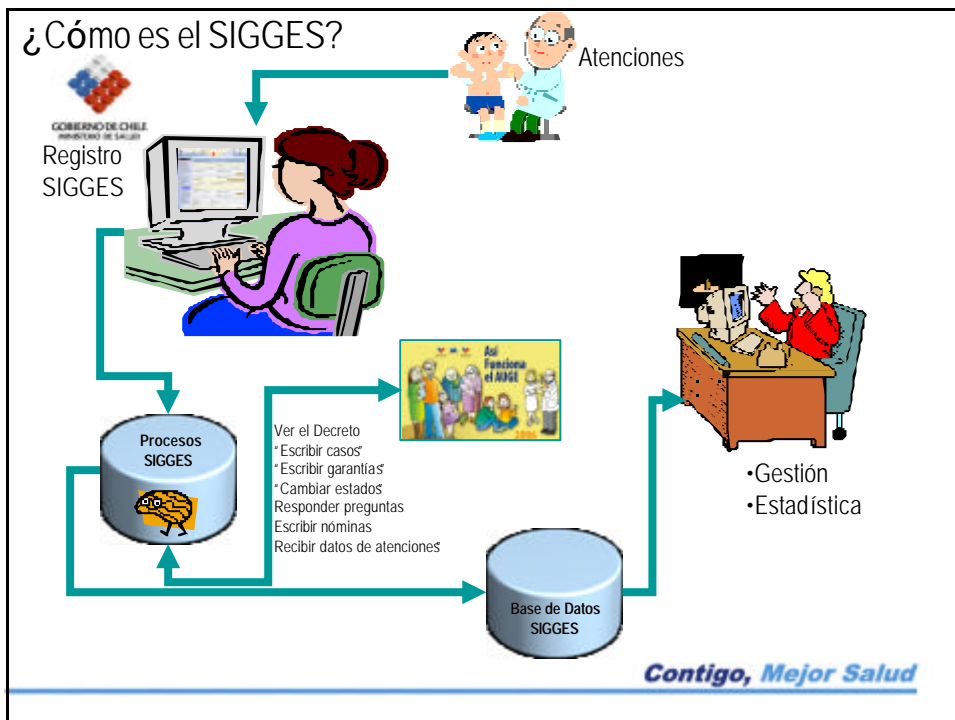 ¿Cómo es el SIGGES?
Atenciones
GOBIERNO DE CHILE
MINISTERIO DE SALUD
Registro
SIGGES
Así
Funciona
el AUGE
2006
Procesos
SIGGES
Ver el Decreto
"Escribir casos"
"Escribir garantías"
"Cambiar estados"
Responder preguntas
Escribir nóminas
Recibir datos de atenciones"
•Gestión
•Estadística
Base de Datos
SIGGES
Contigo, Mejor Salud